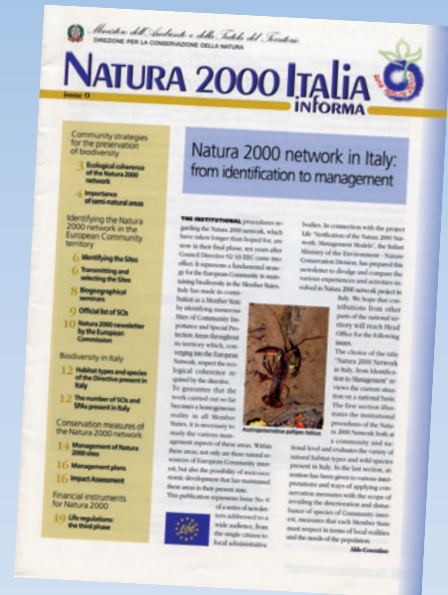 Ministero dell'Ambiente e della Tutela del Territorio
DIREZIONE PER LA CONSERVAZIONE DELLA NATURA
NATURA 2000 ITALIA
INFORMA
issue 0
Community strategies
for the preservation
of biodiversity
3 Ecological coherence
of the Natura 2000
network
4 Importance
of semi-natural areas
Identifying the Natura
2000 network in the
European Community
territory
6 Identifying the Sites
6 Transmitting and
selecting the Sites
8 Biogeographical
seminars
9 Official list of SCIs
10 Natura 2000 newsletter
by the European
Commission
Biodiversity in Italy
12 Habitat types and species
of the Directive present in
Italy
12 The number of SCIs and
SPAs present in Italy
Conservation measures of
the Natura 2000 network
14 Management of Natura
2000 sites
16 Management plans
16 Impact Assessment
Financial instruments
for Natura 2000
19 Life regulations:
the third phase
Natura 2000 network in Italy:
from identification to management
THE INSTITUTIONAL procedures re-
garding the Natura 2000 network, which
have taken longer than hoped for, are
now in their final phase, ten years after
Council Directive 92/43/EEC came into
effect. It represents a fundamental strate-
gy for the European Community in main-
taining biodiversity in the Member States.
Italy has made its contri-
bution as a Member State
by identifying numerous
Sites of Community Im-
portance and Special Pro-
tection Areas throughout
its territory which, con-
verging into the European
Network, respect the eco-
logical coherence re-
quired by the directive.
To guarantee that the
work carried out so far
becomes a homogeneous
reality in all Member
States, it is necessary to
study the various man-
agement aspects of these areas. Within
these areas, not only are there natural re-
sources of European Community inter-
est, but also the possibility of socio-eco-
nomic development that has maintained
these areas in their present state.
This publication represents Issue No. 0
of a series of newslet-
ters addressed to a
wide audience, from
the single citizen to
local administrative
Life
bodies. In connection with the project
Life "Verification of the Natura 2000 Net-
work. Management Models", the Italian
Ministry of the Environment - Nature
Conservation Division, has prepared this
newsletter to divulge and compare the
various experiences and activities in-
volved in Natura 2000 network project in
Italy. We hope that con-
tributions from other
parts of the national ter-
ritory will reach Head
Office for the following
issues.
The choice of the title
"Natura 2000 Network
in Italy, from Identifica-
tion to Management" re-
views the current situa-
tion on a national basis.
The first section illus-
trates the institutional
procedures of the Natu-
ra 2000 Network both at
a community and na-
tional level and evaluates the variety of
natural habitat types and wild species
present in Italy. In the last section, at-
tention has been given to various inter-
pretations and ways of applying con-
servation measures with the scope of
avoiding the deterioration and distur-
bance of species of Community inter-
est, measures that each Member State
must respect in terms of local realities
and the needs of the population.
Aldo Cosentino
Austropotamobius pallipes italicus